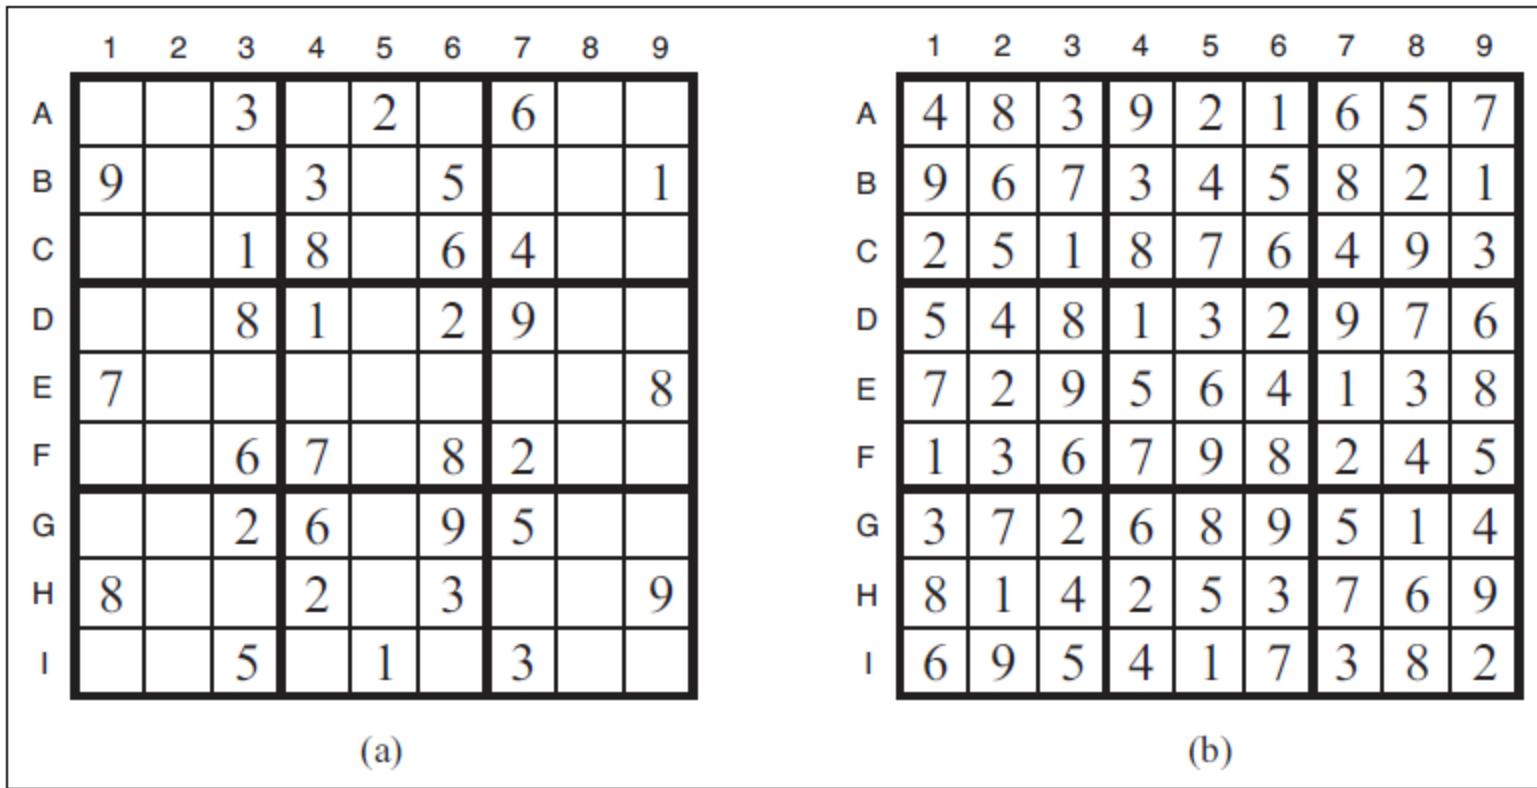 1 2 3 4 5 6 7 8 9
A 3 2 6
B 9 3 5 1
C 1 8 6 4
D 8 1 2 9
E 7 8
F 6 7 8 2
G 2 6 9 5
H 8 2 3 9
I 5 1 3
(a)
1 2 3 4 5 6 7 8 9
A 4 8 3 9 2 1 6 5 7
B 9 6 7 3 4 5 8 2 1
C 2 5 1 8 7 6 4 9 3
D 5 4 8 1 3 2 9 7 6
E 7 2 9 5 6 4 1 3 8
F 1 3 6 7 9 8 2 4 5
G 3 7 2 6 8 9 5 1 4
H 8 1 4 2 5 3 7 6 9
I 6 9 5 4 1 7 3 8 2
(b)